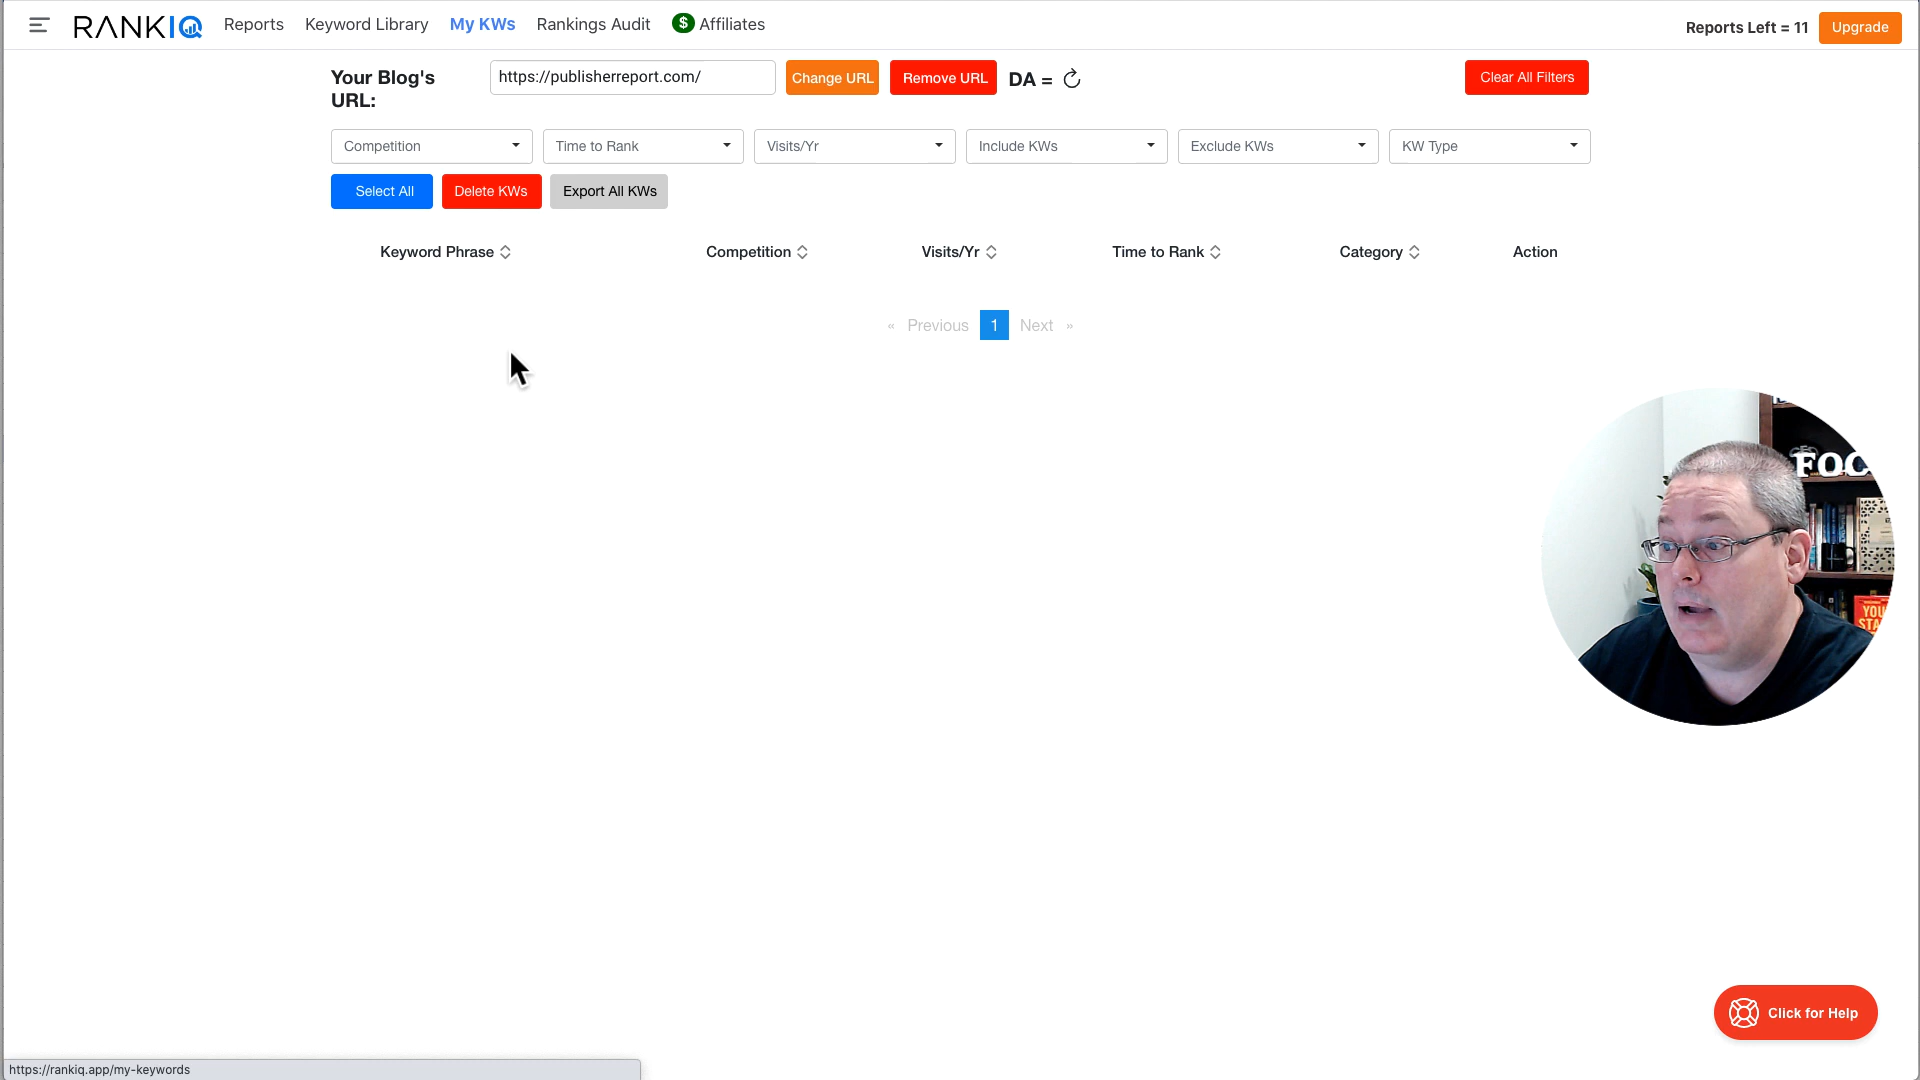 RANKIQ Reports Keyword Library My KWs Rankings Audit $ Affiliates Reports Left = 11 Upgrade
Your Blog's URL: https://publisherreport.com/ Change URL Remove URL DA = Clear All Filters
Competition Time to Rank Visits/Yr Include KWs Exclude KWs KW Type
Select All Delete KWs Export All KWs
Keyword Phrase Competition Visits/Yr Time to Rank Category Action
« Previous 1 Next »
FOC
YOU
STA
Click for Help
https://rankiq.app/my-keywords